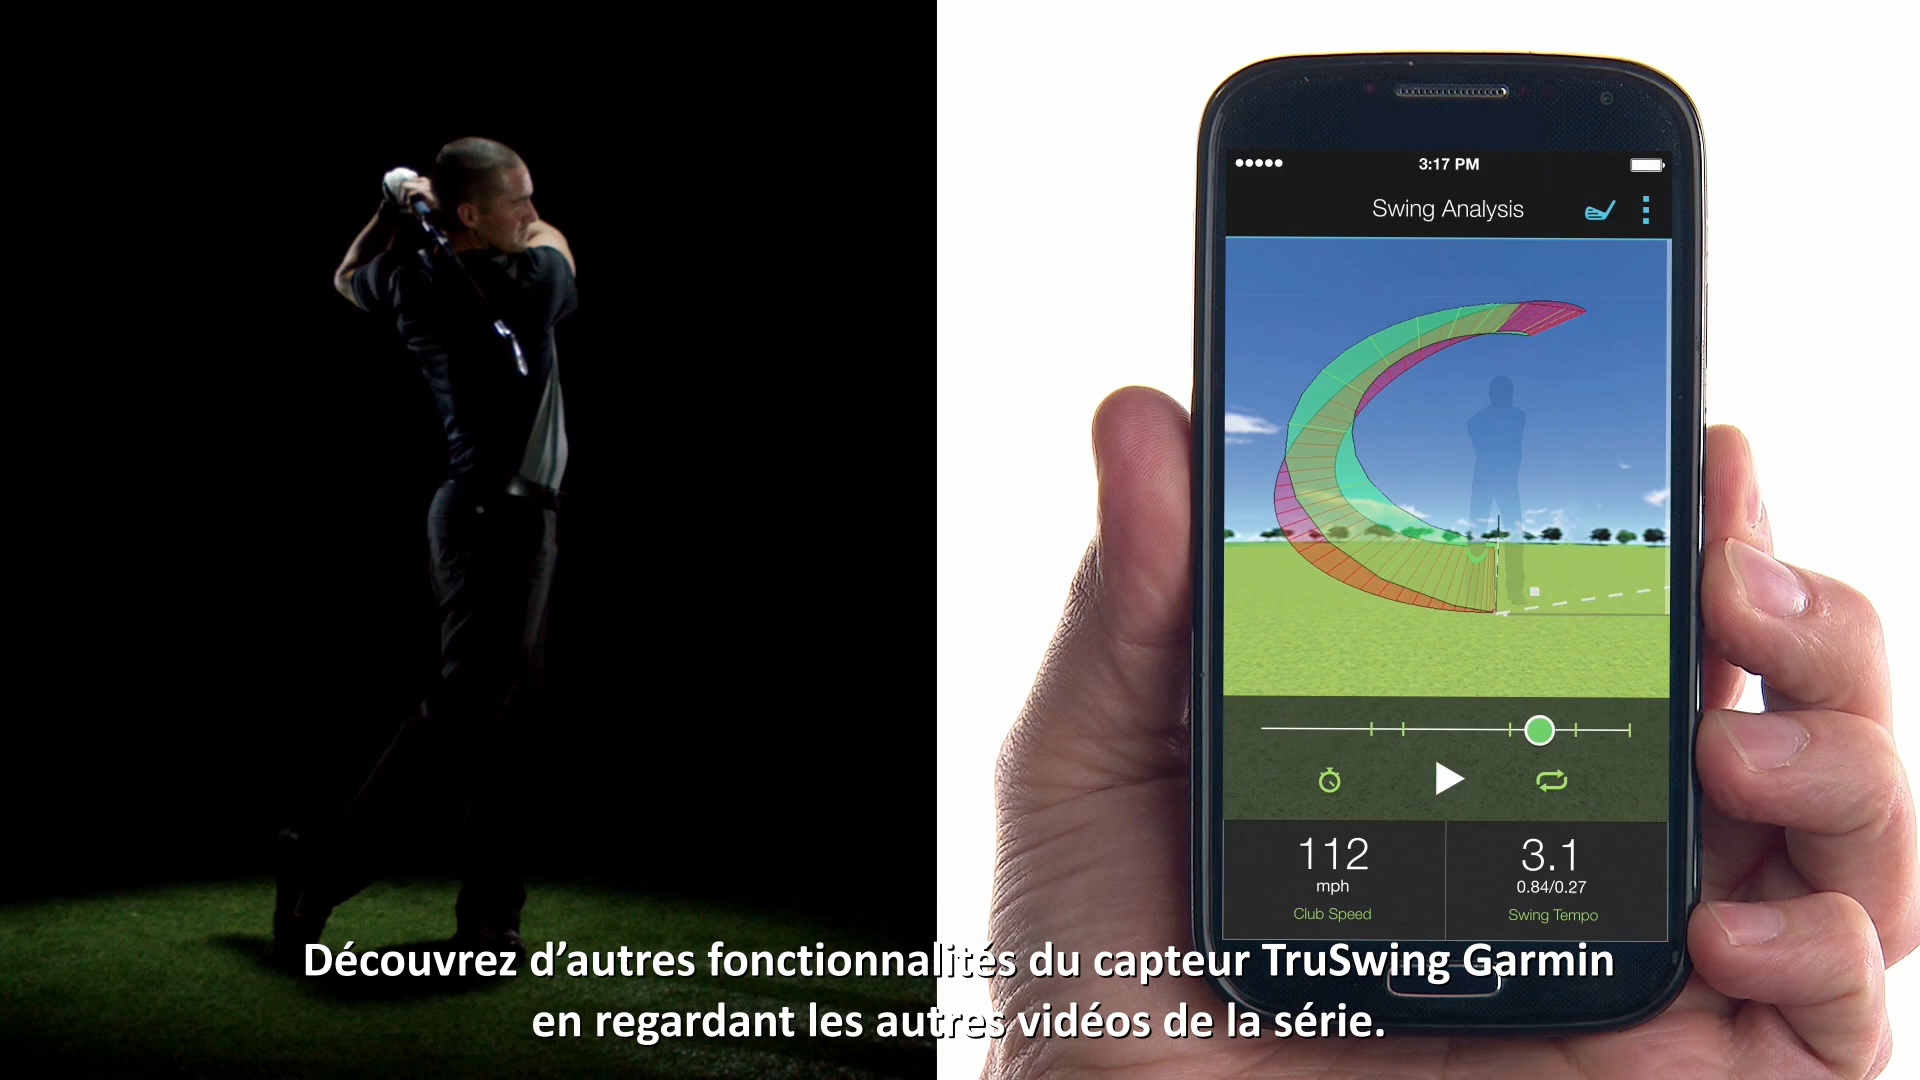 3:17 PM
Swing Analysis
112
mph
Club Speed
3.1
0.84/0.27
Swing Tempo
Découvrez d’autres fonctionnalités du capteur TruSwing Garmin
en regardant les autres vidéos de la série.